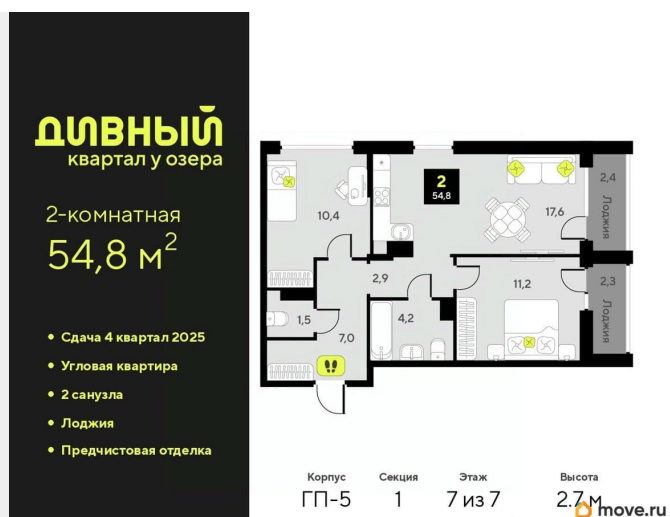 ДИВНЫЙ
квартал у озера
2-комнатная
54,8 м²
• Сдача 4 квартал 2025
• Угловая квартира
• 2 санузла
• Лоджия
• Предчистовая отделка
2
54,8
10,4
17,6
2,4
Лоджия
2,9
11,2
2,3
Лоджия
1,5
7,0
4,2
Корпус Секция Этаж Высота
ГП-5 1 7 из 7 2.7 м
move.ru